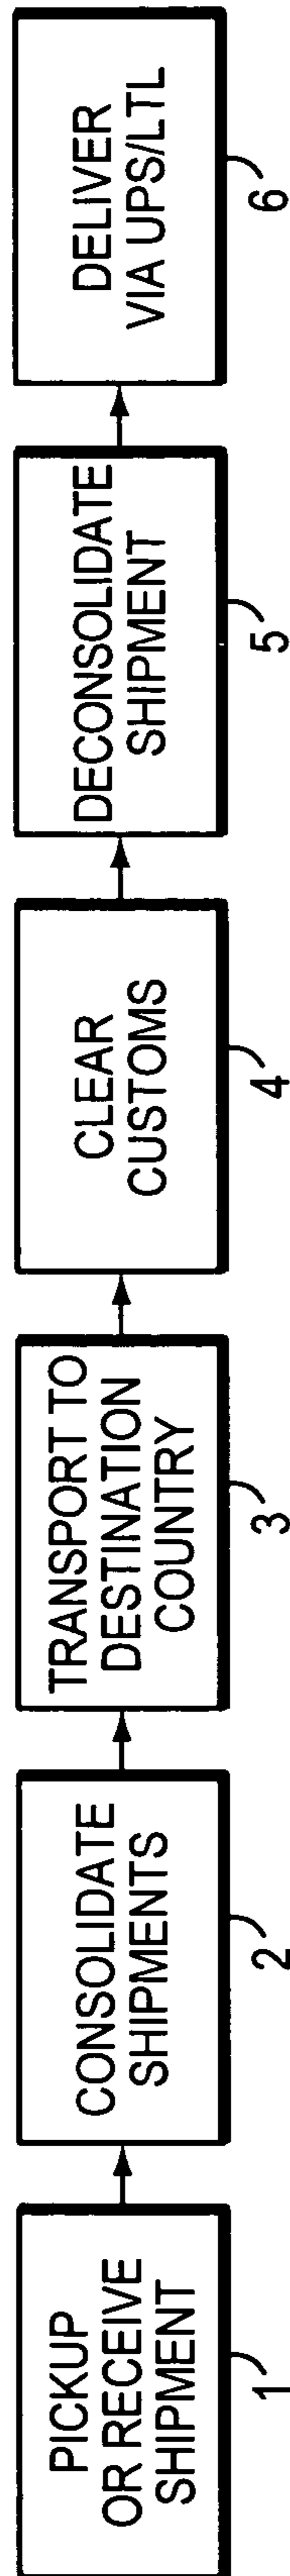 PICKUP
OR RECEIVE
SHIPMENT
1
CONSOLIDATE
SHIPMENTS
2
TRANSPORT TO
DESTINATION
COUNTRY
3
CLEAR
CUSTOMS
4
DECONSOLIDATE
SHIPMENT
5
DELIVER
VIA UPS/LTL
6